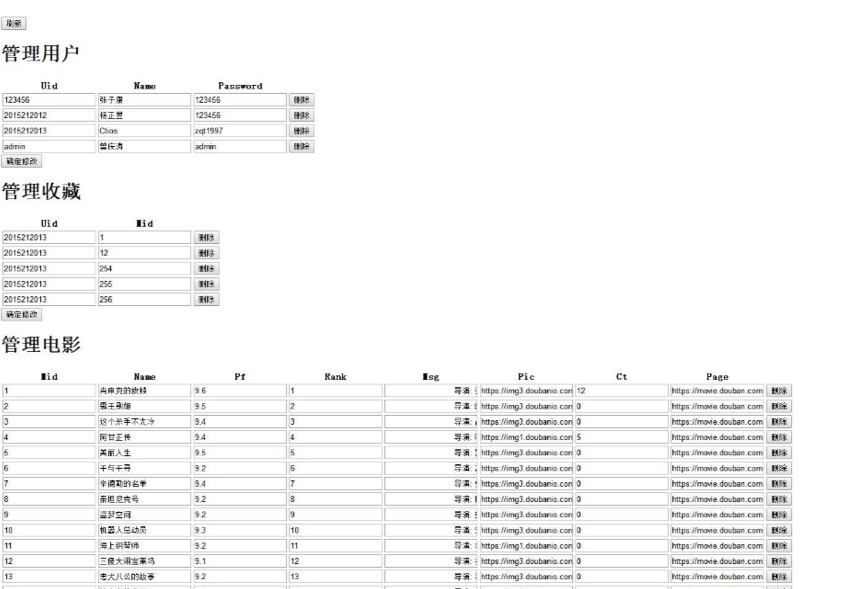 刷新
管理用户
Uid Name Password
123456 张子重 123456 删除
2015212012 杨正昱 123456 删除
2015212013 Clios zqt1997 删除
admin 曾庆涛 admin 删除
确定修改
管理收藏
Uid Mid
2015212013 1 删除
2015212013 12 删除
2015212013 254 删除
2015212013 255 删除
2015212013 256 删除
确定修改
管理电影
Mid Name Pf Rank Msg Pic Ct Page
1 肖申克的救赎 9.6 1 导演: https://img3.doubanio.com 12 https://movie.douban.com 删除
2 霸王别姬 9.5 2 导演: https://img3.doubanio.com 0 https://movie.douban.com 删除
3 这个杀手不太冷 9.4 3 导演: https://img3.doubanio.com 0 https://movie.douban.com 删除
4 阿甘正传 9.4 4 导演: https://img1.doubanio.com 5 https://movie.douban.com 删除
5 美丽人生 9.5 5 导演: https://img3.doubanio.com 0 https://movie.douban.com 删除
6 千与千寻 9.2 6 导演: https://img3.doubanio.com 0 https://movie.douban.com 删除
7 辛德勒的名单 9.4 7 导演: https://img3.doubanio.com 0 https://movie.douban.com 删除
8 泰坦尼克号 9.2 8 导演: https://img3.doubanio.com 0 https://movie.douban.com 删除
9 盗梦空间 9.2 9 导演: https://img3.doubanio.com 0 https://movie.douban.com 删除
10 机器人总动员 9.3 10 导演: https://img3.doubanio.com 0 https://movie.douban.com 删除
11 海上钢琴师 9.2 11 导演: https://img1.doubanio.com 0 https://movie.douban.com 删除
12 三傻大闹宝莱坞 9.1 12 导演: https://img3.doubanio.com 0 https://movie.douban.com 删除
13 忠犬八公的故事 9.2 13 导演: https://img3.doubanio.com 0 https://movie.douban.com 删除